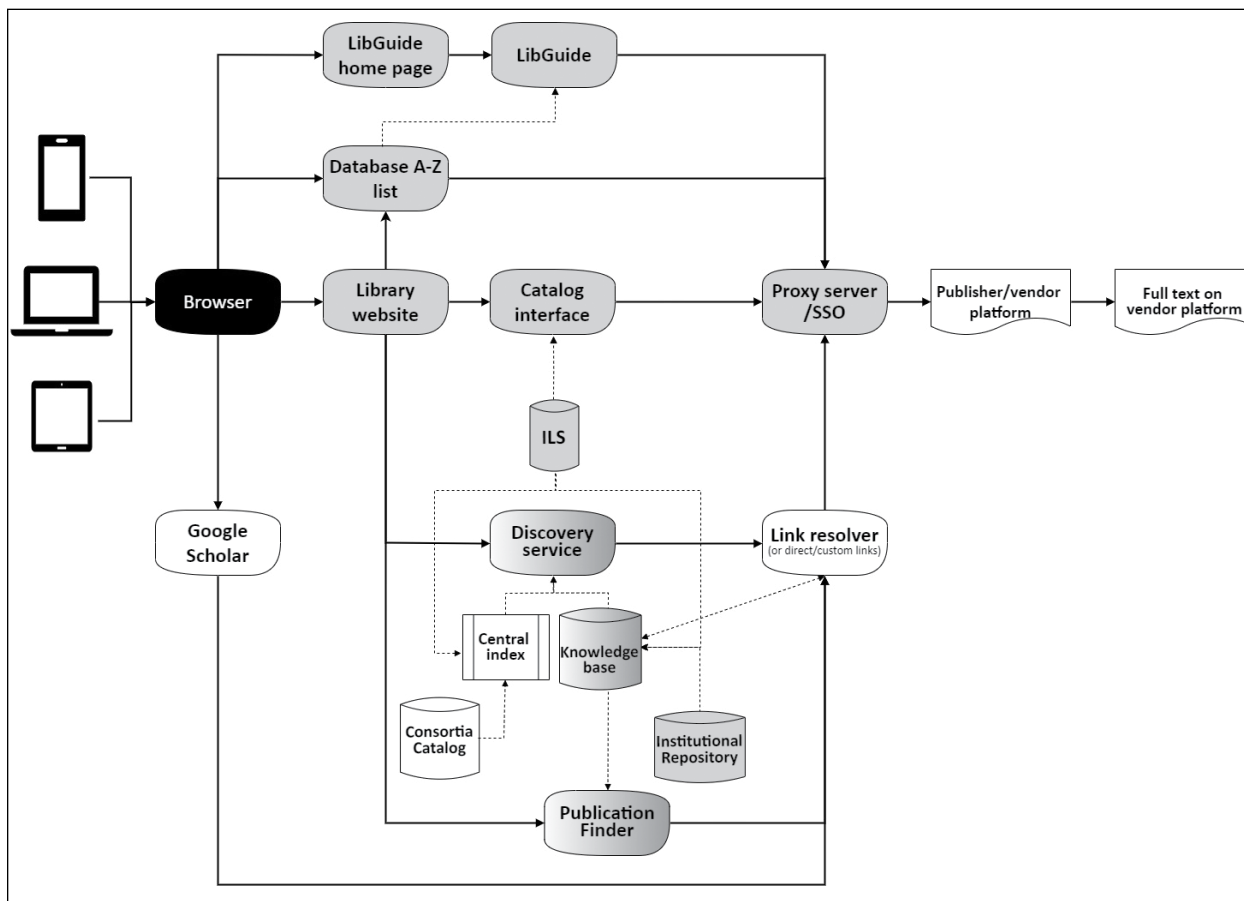 LibGuide
home page
LibGuide
Database A-Z
list
Browser
Library
website
Catalog
interface
Proxy server
/SSO
Publisher/vendor
platform
Full text on
vendor platform
ILS
Google
Scholar
Discovery
service
Link resolver
(or direct/custom links)
Central
index
Knowledge
base
Consortia
Catalog
Institutional
Repository
Publication
Finder